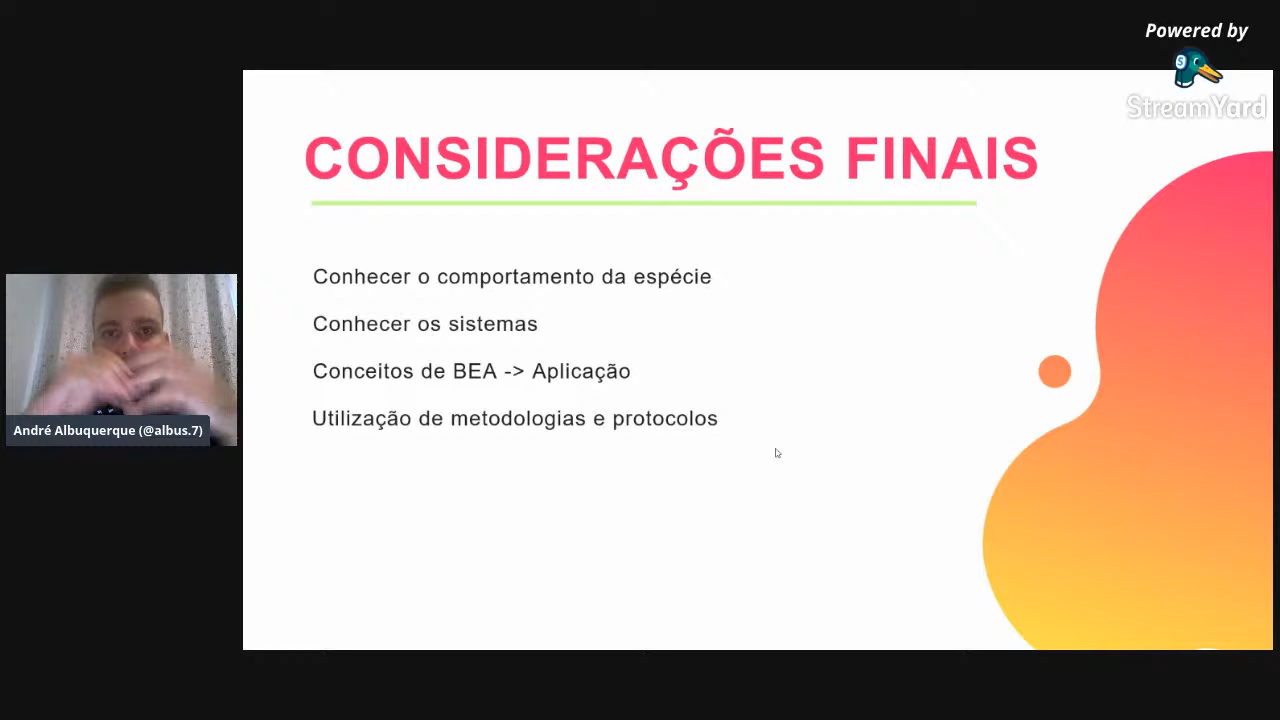 Powered by
StreamYard
CONSIDERAÇÕES FINAIS
Conhecer o comportamento da espécie
Conhecer os sistemas
Conceitos de BEA -> Aplicação
Utilização de metodologias e protocolos
André Albuquerque (@albus.7)